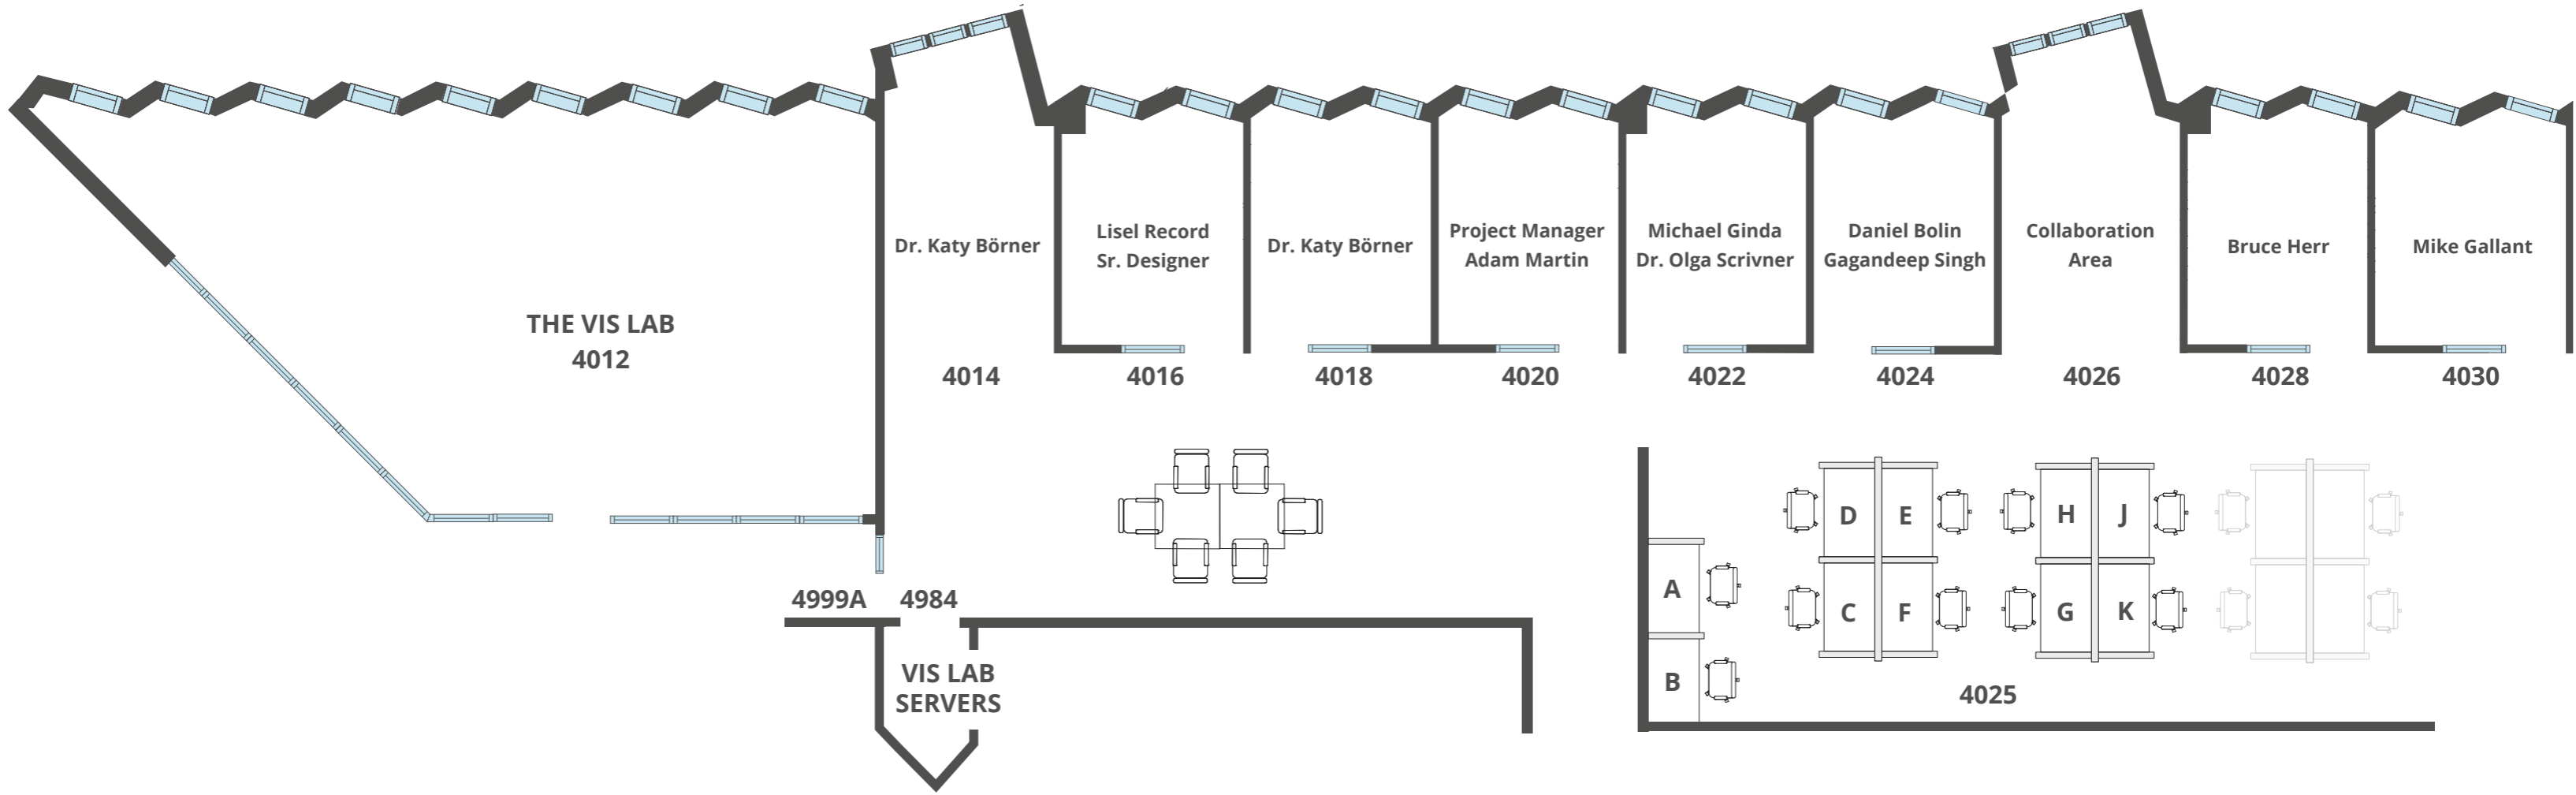 Dr. Katy Börner
Lisel Record
Sr. Designer
Dr. Katy Börner
Project Manager
Adam Martin
Michael Ginda
Dr. Olga Scrivner
Daniel Bolin
Gagandeep Singh
Collaboration
Area
Bruce Herr
Mike Gallant
THE VIS LAB
4012
4014
4016
4018
4020
4022
4024
4026
4028
4030
D
E
H
J
A
C
F
G
K
B
4025
4999A
4984
VIS LAB
SERVERS